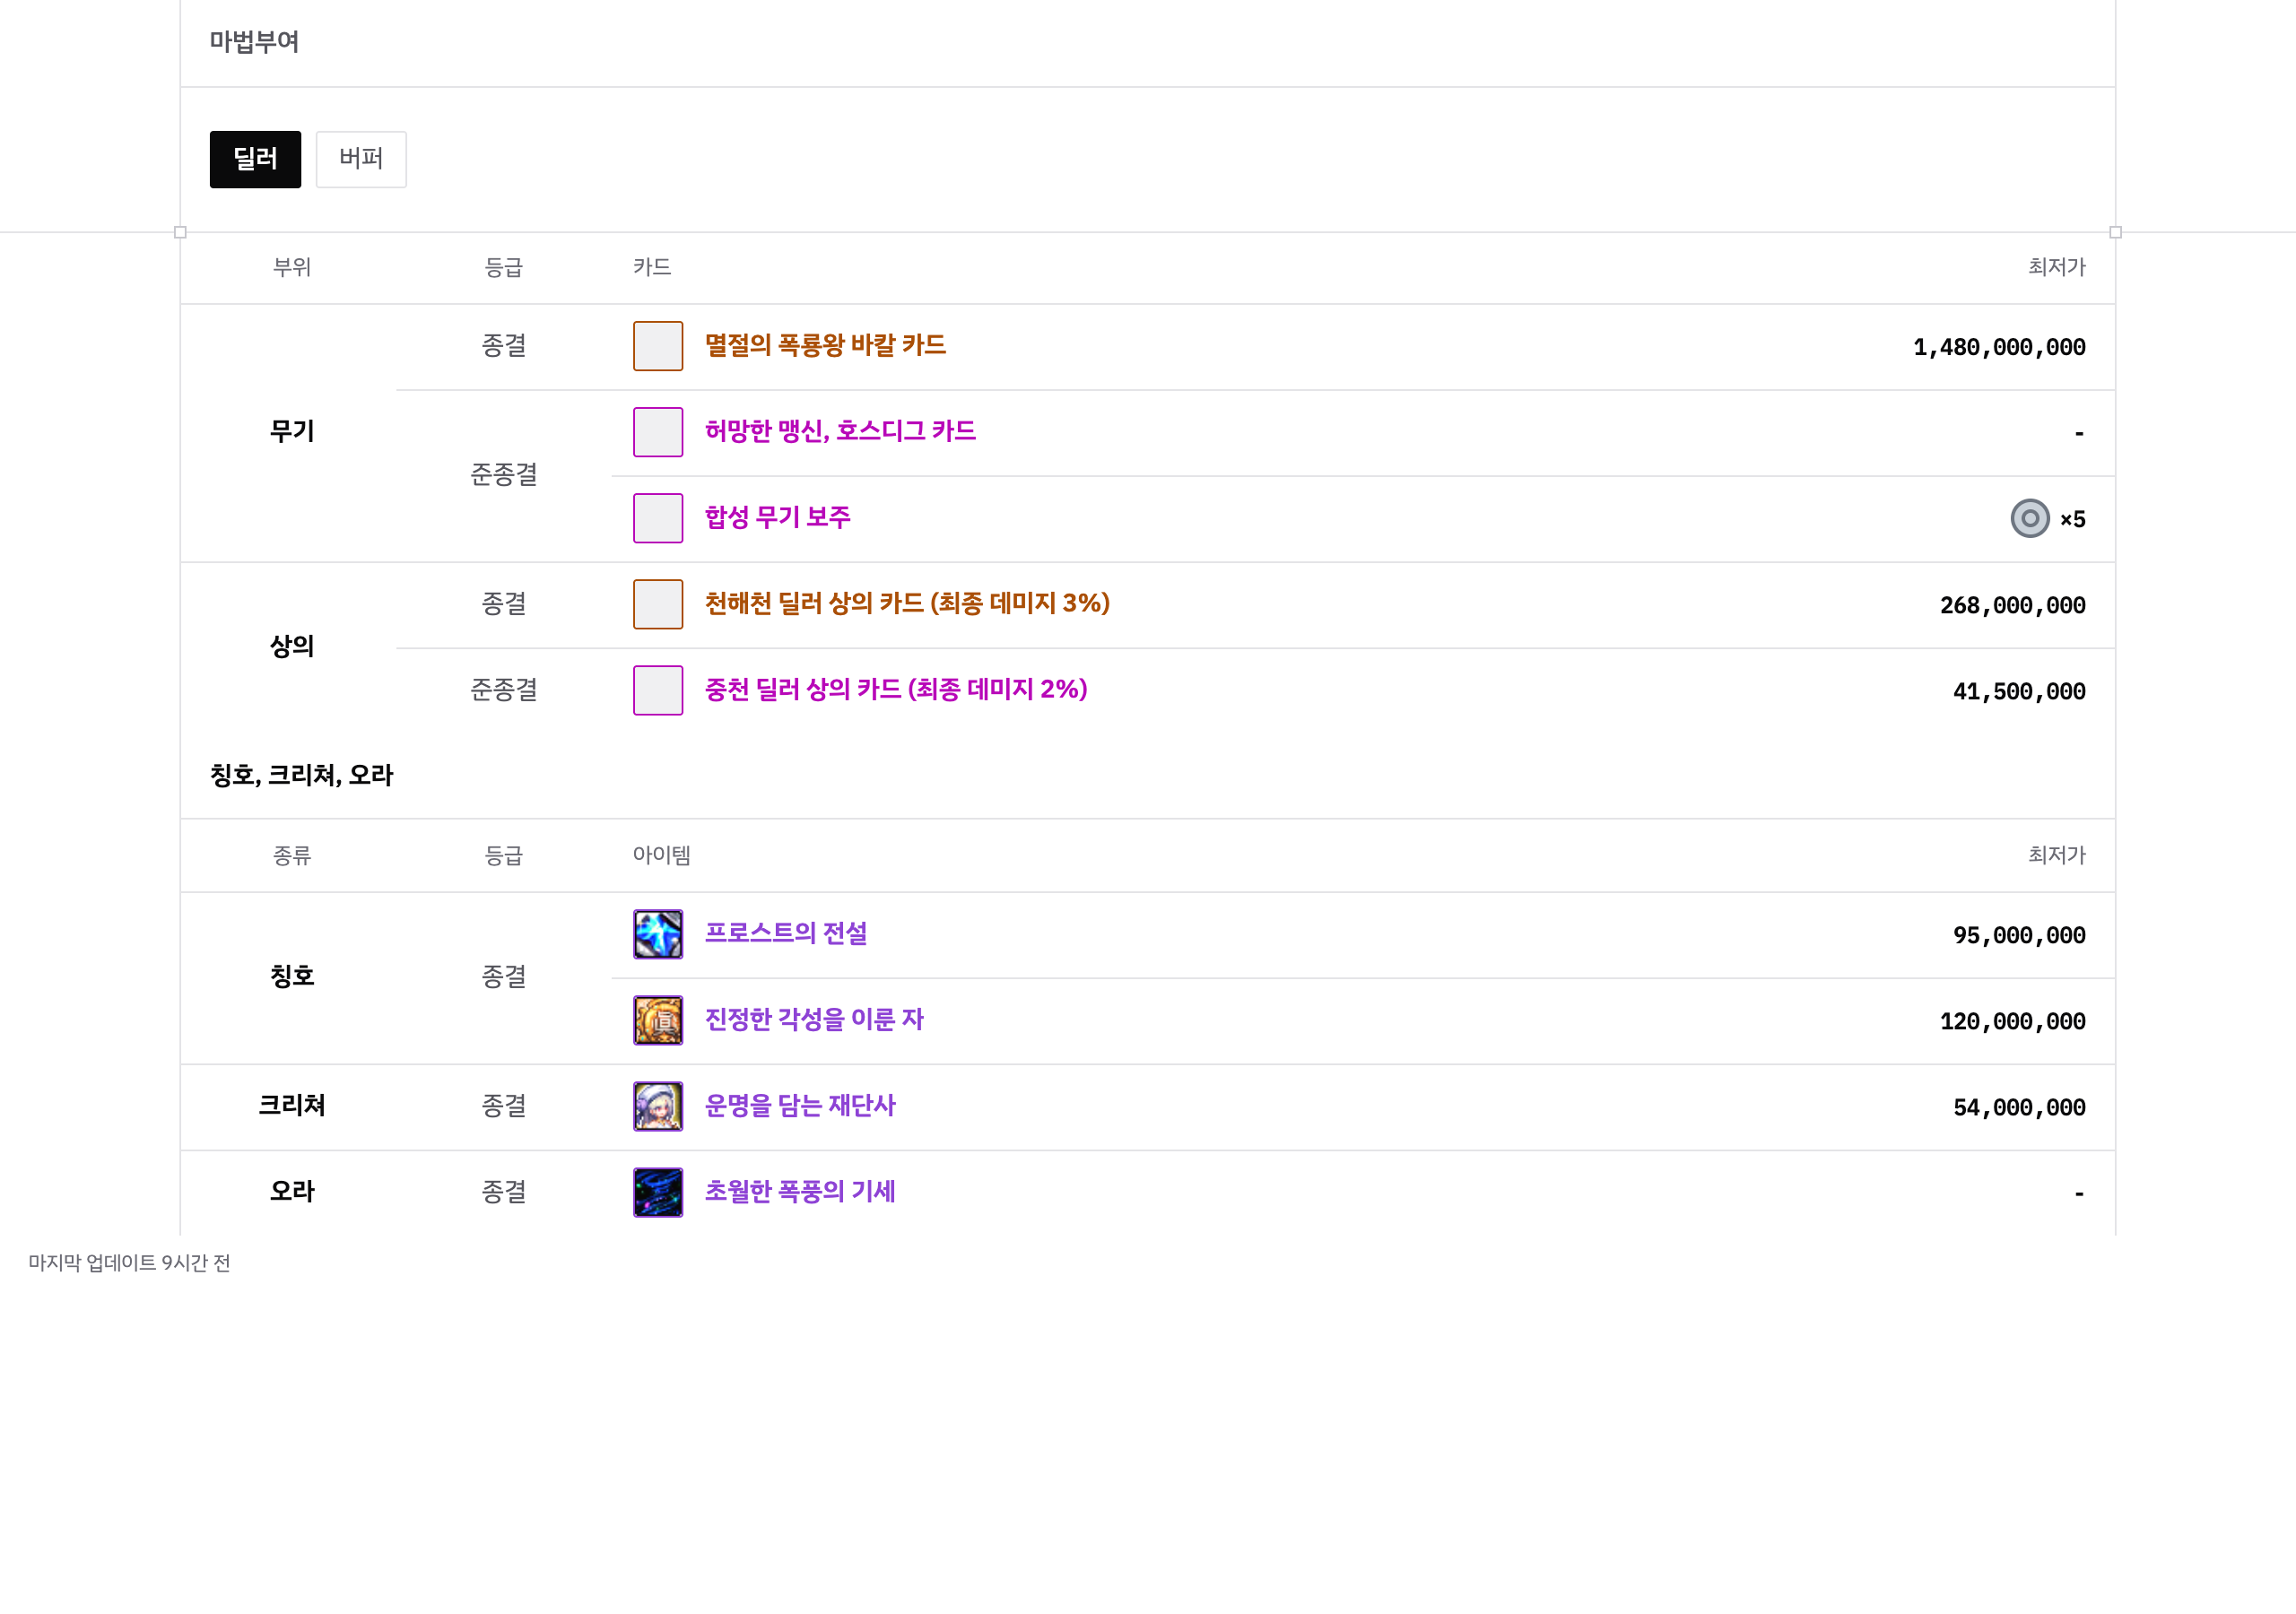 마법부여
딜러 버퍼
부위 등급 카드 최저가
무기 종결 멸절의 폭룡왕 바칼 카드 1,480,000,000
준종결 허망한 맹신, 호스디그 카드 -
합성 무기 보주 ×5
상의 종결 천해천 딜러 상의 카드 (최종 데미지 3%) 268,000,000
준종결 중천 딜러 상의 카드 (최종 데미지 2%) 41,500,000
칭호, 크리쳐, 오라
종류 등급 아이템 최저가
칭호 종결 프로스트의 전설 95,000,000
眞 진정한 각성을 이룬 자 120,000,000
크리쳐 종결 운명을 담는 재단사 54,000,000
오라 종결 초월한 폭풍의 기세 -
마지막 업데이트 9시간 전